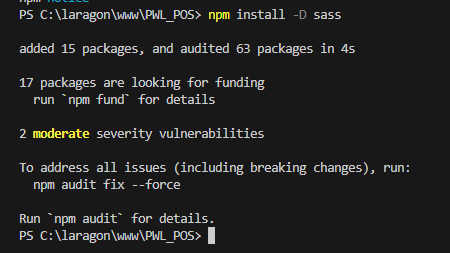 npm notice
PS C:\laragon\www\PWL_POS> npm install -D sass
added 15 packages, and audited 63 packages in 4s
17 packages are looking for funding
run `npm fund` for details
2 moderate severity vulnerabilities
To address all issues (including breaking changes), run:
npm audit fix --force
Run `npm audit` for details.
PS C:\laragon\www\PWL_POS>